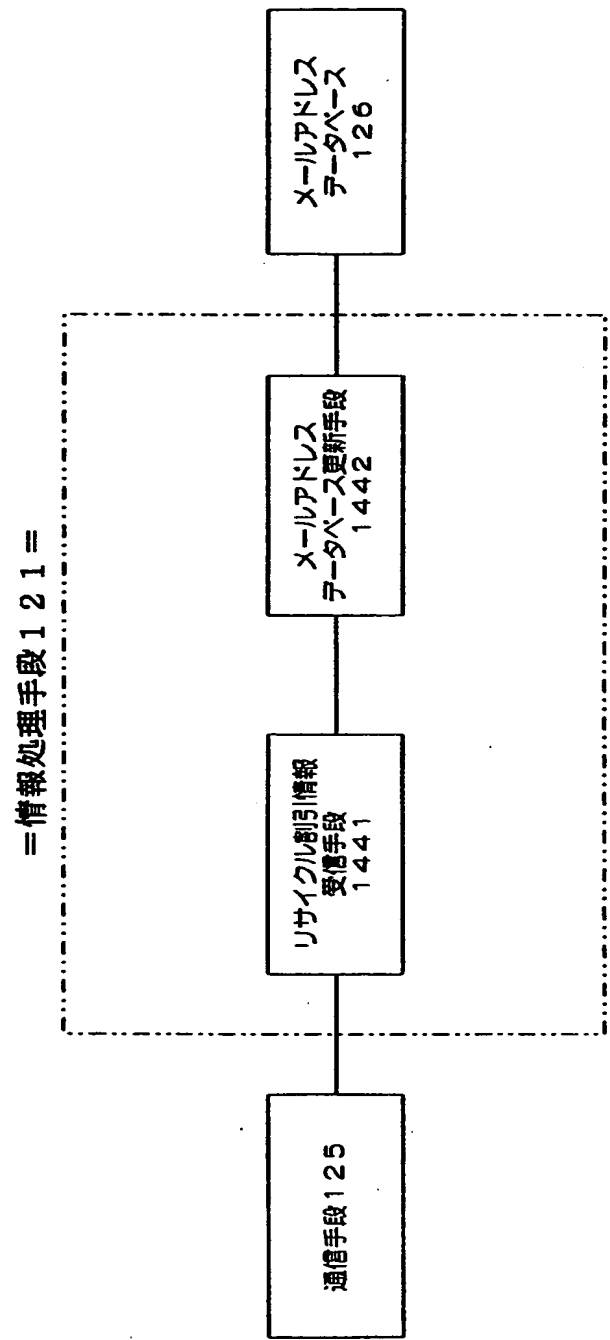 =情報処理手段121=
通信手段125
リサイクル割引情報
受信手段
1441
メールアドレス
データベース更新手段
1442
メールアドレス
データベース
126